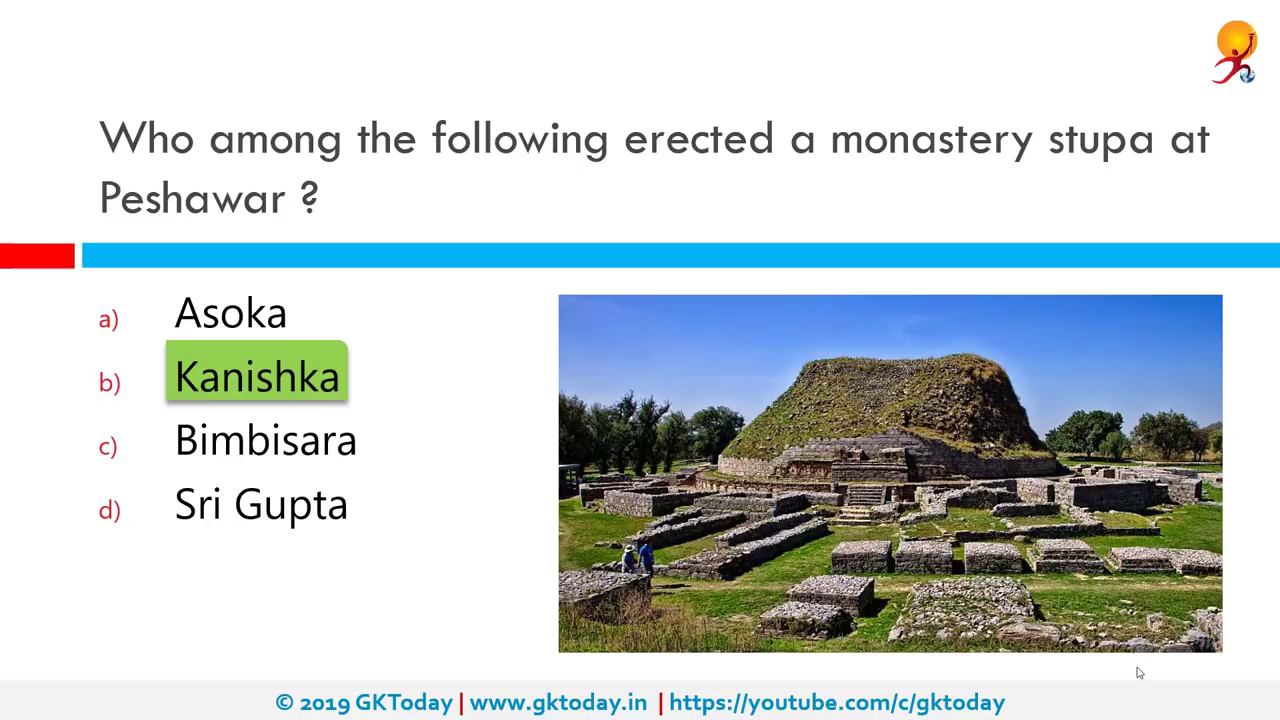 Who among the following erected a monastery stupa at
Peshawar ?
a) Asoka
b) Kanishka
c) Bimbisara
d) Sri Gupta
© 2019 GKToday | www.gktoday.in | https://youtube.com/c/gktoday